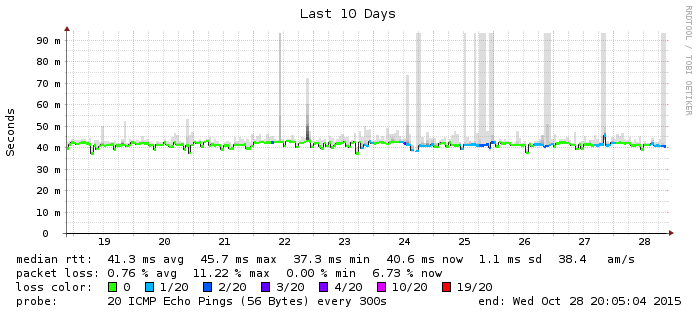 Last 10 Days
RRDTOOL / TOBI OETIKER
Seconds
90 m
80 m
70 m
60 m
50 m
40 m
30 m
20 m
10 m
0
19 20 21 22 23 24 25 26 27 28
median rtt: 41.3 ms avg 45.7 ms max 37.3 ms min 40.6 ms now 1.1 ms sd 38.4 am/s
packet loss: 0.76 % avg 11.22 % max 0.00 % min 6.73 % now
loss color: 0 1/20 2/20 3/20 4/20 10/20 19/20
probe: 20 ICMP Echo Pings (56 Bytes) every 300s end: Wed Oct 28 20:05:04 2015